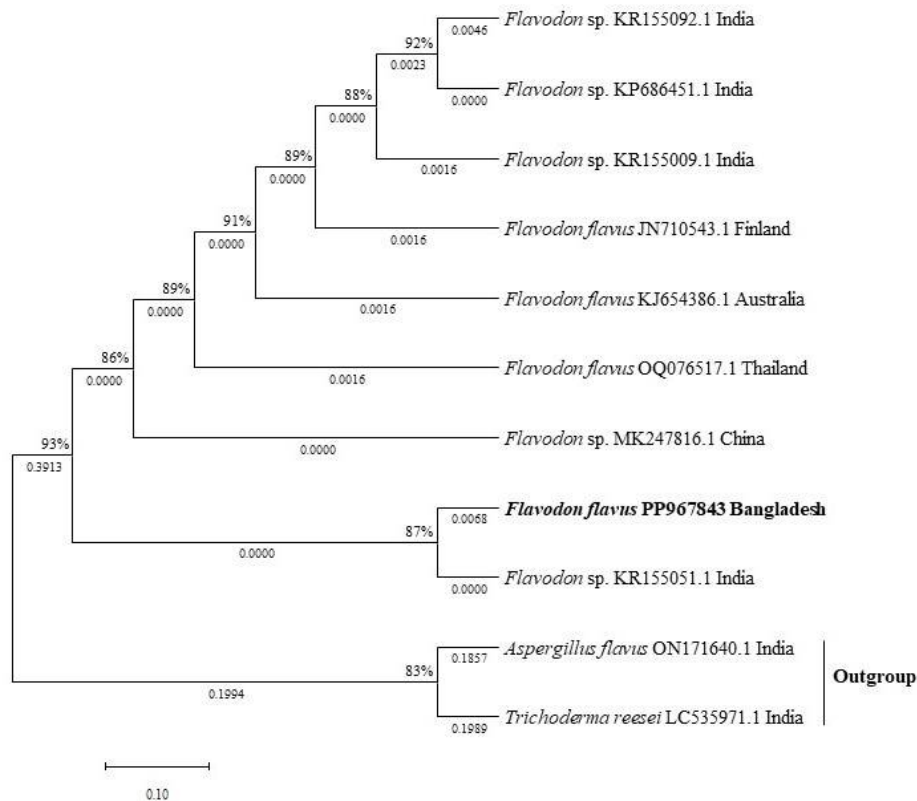 Flavodon sp. KR155092.1 India
92%
0.0046
0.0023
Flavodon sp. KP686451.1 India
88%
0.0000
0.0000
Flavodon sp. KR155009.1 India
89%
0.0016
0.0000
Flavodon flavus JN710543.1 Finland
91%
0.0016
0.0000
Flavodon flavus KJ654386.1 Australia
89%
0.0016
0.0000
Flavodon flavus OQ076517.1 Thailand
86%
0.0016
0.0000
Flavodon sp. MK247816.1 China
93%
0.0000
0.3913
Flavodon flavus PP967843 Bangladesh
87%
0.0068
0.0000
Flavodon sp. KR155051.1 India
0.0000
Aspergillus flavus ON171640.1 India
83%
0.1857
0.1994
Outgroup
Trichoderma reesei LC535971.1 India
0.1989
0.10